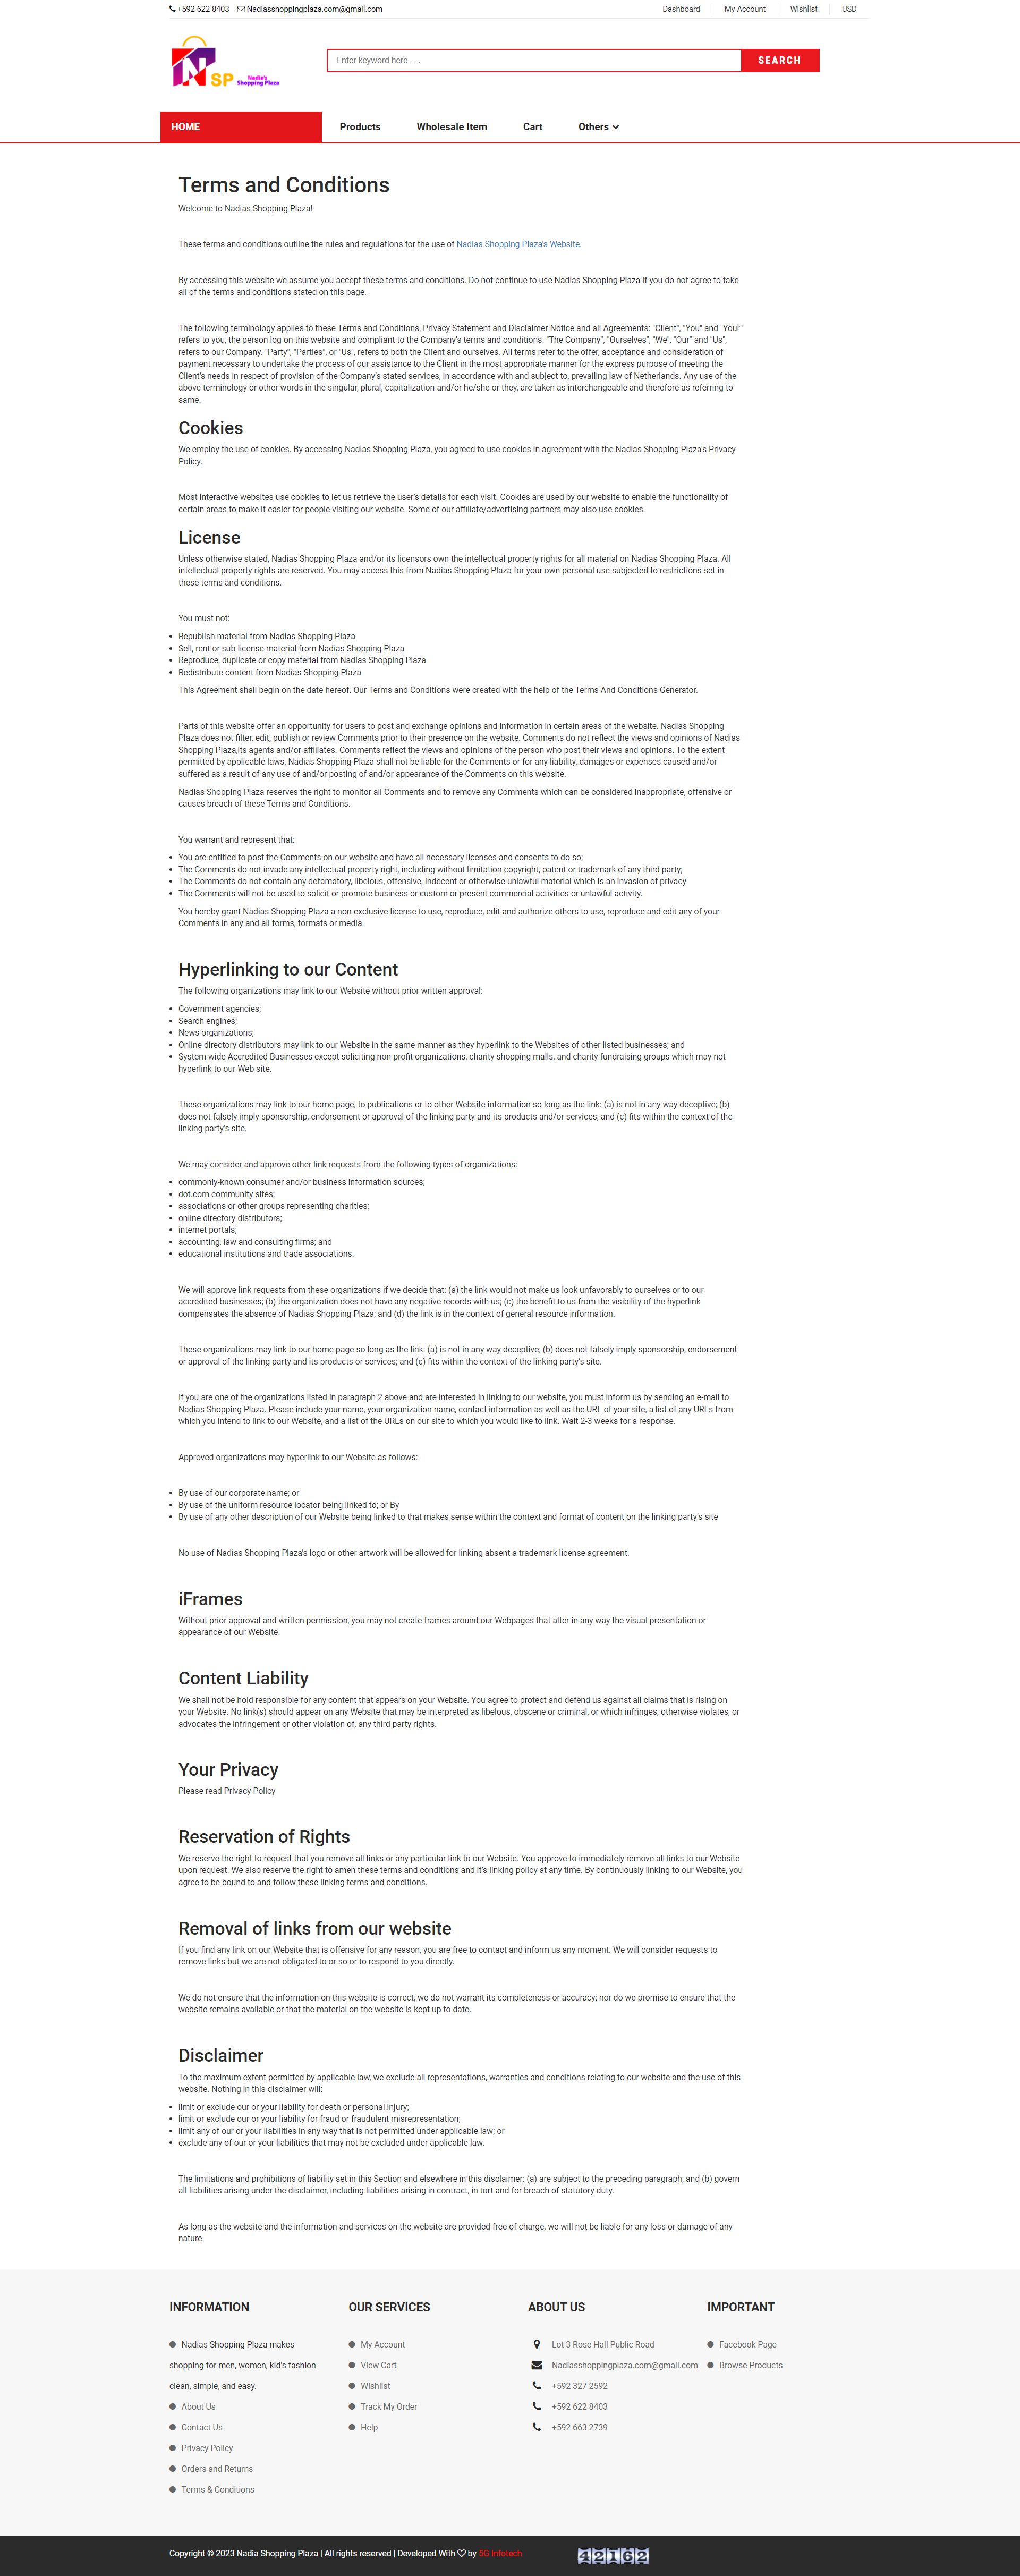 +592 622 8403 Nadiasshoppingplaza.com@gmail.com Dashboard My Account Wishlist USD
NSP Nadia's
Shopping Plaza
Enter keyword here . . . SEARCH
HOME Products Wholesale Item Cart Others
Terms and Conditions
Welcome to Nadias Shopping Plaza!
These terms and conditions outline the rules and regulations for the use of Nadias Shopping Plaza's Website.
By accessing this website we assume you accept these terms and conditions. Do not continue to use Nadias Shopping Plaza if you do not agree to take
all of the terms and conditions stated on this page.
The following terminology applies to these Terms and Conditions, Privacy Statement and Disclaimer Notice and all Agreements: "Client", "You" and "Your"
refers to you, the person log on this website and compliant to the Company's terms and conditions. "The Company", "Ourselves", "We", "Our" and "Us",
refers to our Company. "Party", "Parties", or "Us", refers to both the Client and ourselves. All terms refer to the offer, acceptance and consideration of
payment necessary to undertake the process of our assistance to the Client in the most appropriate manner for the express purpose of meeting the
Client's needs in respect of provision of the Company's stated services, in accordance with and subject to, prevailing law of Netherlands. Any use of the
above terminology or other words in the singular, plural, capitalization and/or he/she or they, are taken as interchangeable and therefore as referring to
same.
Cookies
We employ the use of cookies. By accessing Nadias Shopping Plaza, you agreed to use cookies in agreement with the Nadias Shopping Plaza's Privacy
Policy.
Most interactive websites use cookies to let us retrieve the user's details for each visit. Cookies are used by our website to enable the functionality of
certain areas to make it easier for people visiting our website. Some of our affiliate/advertising partners may also use cookies.
License
Unless otherwise stated, Nadias Shopping Plaza and/or its licensors own the intellectual property rights for all material on Nadias Shopping Plaza. All
intellectual property rights are reserved. You may access this from Nadias Shopping Plaza for your own personal use subjected to restrictions set in
these terms and conditions.
You must not:
• Republish material from Nadias Shopping Plaza
• Sell, rent or sub-license material from Nadias Shopping Plaza
• Reproduce, duplicate or copy material from Nadias Shopping Plaza
• Redistribute content from Nadias Shopping Plaza
This Agreement shall begin on the date hereof. Our Terms and Conditions were created with the help of the Terms And Conditions Generator.
Parts of this website offer an opportunity for users to post and exchange opinions and information in certain areas of the website. Nadias Shopping
Plaza does not filter, edit, publish or review Comments prior to their presence on the website. Comments do not reflect the views and opinions of Nadias
Shopping Plaza,its agents and/or affiliates. Comments reflect the views and opinions of the person who post their views and opinions. To the extent
permitted by applicable laws, Nadias Shopping Plaza shall not be liable for the Comments or for any liability, damages or expenses caused and/or
suffered as a result of any use of and/or posting of and/or appearance of the Comments on this website.
Nadias Shopping Plaza reserves the right to monitor all Comments and to remove any Comments which can be considered inappropriate, offensive or
causes breach of these Terms and Conditions.
You warrant and represent that:
• You are entitled to post the Comments on our website and have all necessary licenses and consents to do so;
• The Comments do not invade any intellectual property right, including without limitation copyright, patent or trademark of any third party;
• The Comments do not contain any defamatory, libelous, offensive, indecent or otherwise unlawful material which is an invasion of privacy
• The Comments will not be used to solicit or promote business or custom or present commercial activities or unlawful activity.
You hereby grant Nadias Shopping Plaza a non-exclusive license to use, reproduce, edit and authorize others to use, reproduce and edit any of your
Comments in any and all forms, formats or media.
Hyperlinking to our Content
The following organizations may link to our Website without prior written approval:
• Government agencies;
• Search engines;
• News organizations;
• Online directory distributors may link to our Website in the same manner as they hyperlink to the Websites of other listed businesses; and
• System wide Accredited Businesses except soliciting non-profit organizations, charity shopping malls, and charity fundraising groups which may not
hyperlink to our Web site.
These organizations may link to our home page, to publications or to other Website information so long as the link: (a) is not in any way deceptive; (b)
does not falsely imply sponsorship, endorsement or approval of the linking party and its products and/or services; and (c) fits within the context of the
linking party's site.
We may consider and approve other link requests from the following types of organizations:
• commonly-known consumer and/or business information sources;
• dot.com community sites;
• associations or other groups representing charities;
• online directory distributors;
• internet portals;
• accounting, law and consulting firms; and
• educational institutions and trade associations.
We will approve link requests from these organizations if we decide that: (a) the link would not make us look unfavorably to ourselves or to our
accredited businesses; (b) the organization does not have any negative records with us; (c) the benefit to us from the visibility of the hyperlink
compensates the absence of Nadias Shopping Plaza; and (d) the link is in the context of general resource information.
These organizations may link to our home page so long as the link: (a) is not in any way deceptive; (b) does not falsely imply sponsorship, endorsement
or approval of the linking party and its products or services; and (c) fits within the context of the linking party's site.
If you are one of the organizations listed in paragraph 2 above and are interested in linking to our website, you must inform us by sending an e-mail to
Nadias Shopping Plaza. Please include your name, your organization name, contact information as well as the URL of your site, a list of any URLs from
which you intend to link to our Website, and a list of the URLs on our site to which you would like to link. Wait 2-3 weeks for a response.
Approved organizations may hyperlink to our Website as follows:
• By use of our corporate name; or
• By use of the uniform resource locator being linked to; or By
• By use of any other description of our Website being linked to that makes sense within the context and format of content on the linking party's site
No use of Nadias Shopping Plaza's logo or other artwork will be allowed for linking absent a trademark license agreement.
iFrames
Without prior approval and written permission, you may not create frames around our Webpages that alter in any way the visual presentation or
appearance of our Website.
Content Liability
We shall not be hold responsible for any content that appears on your Website. You agree to protect and defend us against all claims that is rising on
your Website. No link(s) should appear on any Website that may be interpreted as libelous, obscene or criminal, or which infringes, otherwise violates, or
advocates the infringement or other violation of, any third party rights.
Your Privacy
Please read Privacy Policy
Reservation of Rights
We reserve the right to request that you remove all links or any particular link to our Website. You approve to immediately remove all links to our Website
upon request. We also reserve the right to amen these terms and conditions and it's linking policy at any time. By continuously linking to our Website, you
agree to be bound to and follow these linking terms and conditions.
Removal of links from our website
If you find any link on our Website that is offensive for any reason, you are free to contact and inform us any moment. We will consider requests to
remove links but we are not obligated to or so or to respond to you directly.
We do not ensure that the information on this website is correct, we do not warrant its completeness or accuracy; nor do we promise to ensure that the
website remains available or that the material on the website is kept up to date.
Disclaimer
To the maximum extent permitted by applicable law, we exclude all representations, warranties and conditions relating to our website and the use of this
website. Nothing in this disclaimer will:
• limit or exclude our or your liability for death or personal injury;
• limit or exclude our or your liability for fraud or fraudulent misrepresentation;
• limit any of our or your liabilities in any way that is not permitted under applicable law; or
• exclude any of our or your liabilities that may not be excluded under applicable law.
The limitations and prohibitions of liability set in this Section and elsewhere in this disclaimer: (a) are subject to the preceding paragraph; and (b) govern
all liabilities arising under the disclaimer, including liabilities arising in contract, in tort and for breach of statutory duty.
As long as the website and the information and services on the website are provided free of charge, we will not be liable for any loss or damage of any
nature.
INFORMATION
Nadias Shopping Plaza makes
shopping for men, women, kid's fashion
clean, simple, and easy.
About Us
Contact Us
Privacy Policy
Orders and Returns
Terms & Conditions
OUR SERVICES
My Account
View Cart
Wishlist
Track My Order
Help
ABOUT US
Lot 3 Rose Hall Public Road
Nadiasshoppingplaza.com@gmail.com
+592 327 2592
+592 622 8403
+592 663 2739
IMPORTANT
Facebook Page
Browse Products
Copyright © 2023 Nadia Shopping Plaza | All rights reserved | Developed With ♡ by 5G Infotech 42162